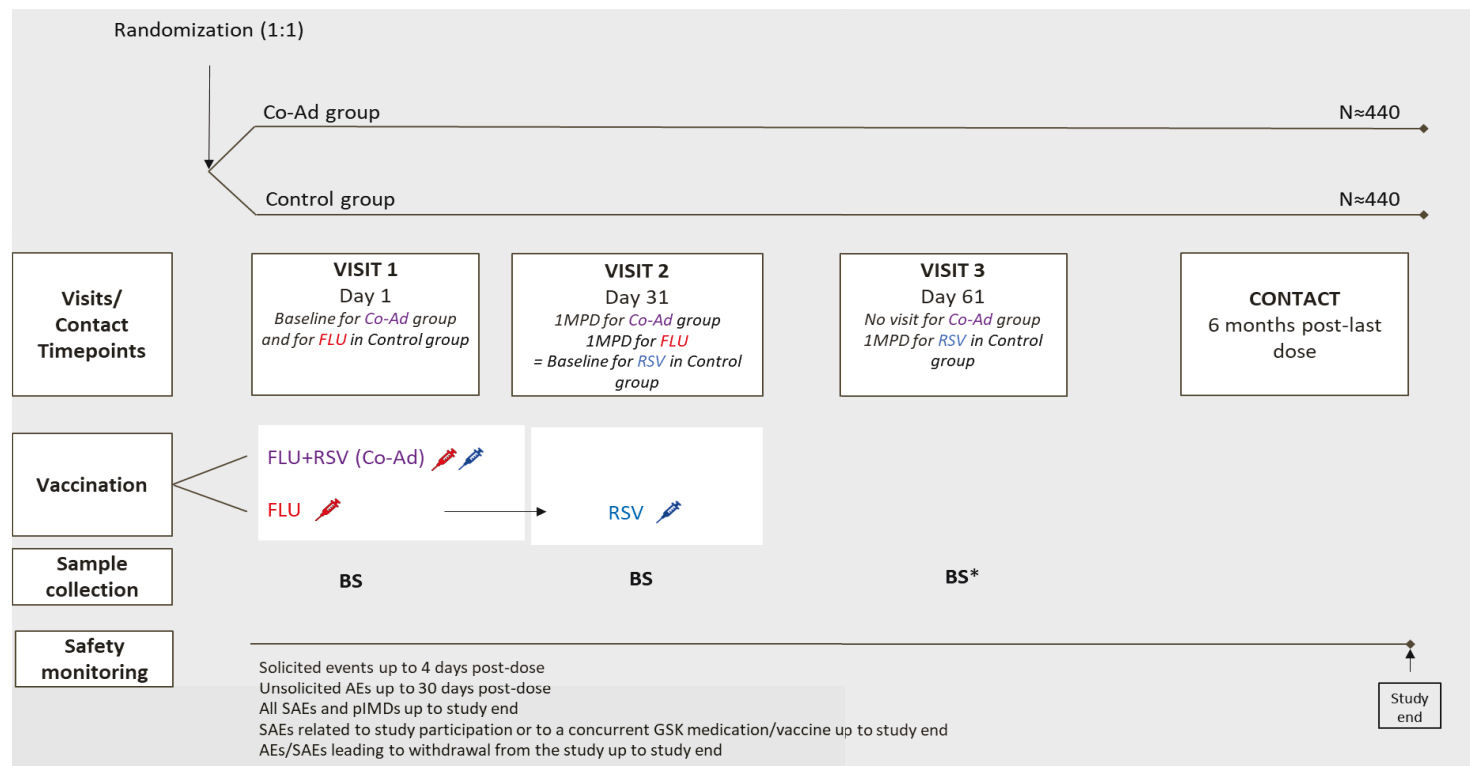 Randomization (1:1)
Co-Ad group
N≈440
Control group
N≈440
Visits/
Contact
Timepoints
VISIT 1
Day 1
Baseline for Co-Ad group
and for FLU in Control group
VISIT 2
Day 31
1MPD for Co-Ad group
1MPD for FLU
= Baseline for RSV in Control
group
VISIT 3
Day 61
No visit for Co-Ad group
1MPD for RSV in Control
group
CONTACT
6 months post-last
dose
Vaccination
FLU+RSV (Co-Ad)
FLU
RSV
Sample
collection
BS
BS
BS*
Safety
monitoring
Solicited events up to 4 days post-dose
Unsolicited AEs up to 30 days post-dose
All SAEs and pIMDs up to study end
SAEs related to study participation or to a concurrent GSK medication/vaccine up to study end
AEs/SAEs leading to withdrawal from the study up to study end
Study
end